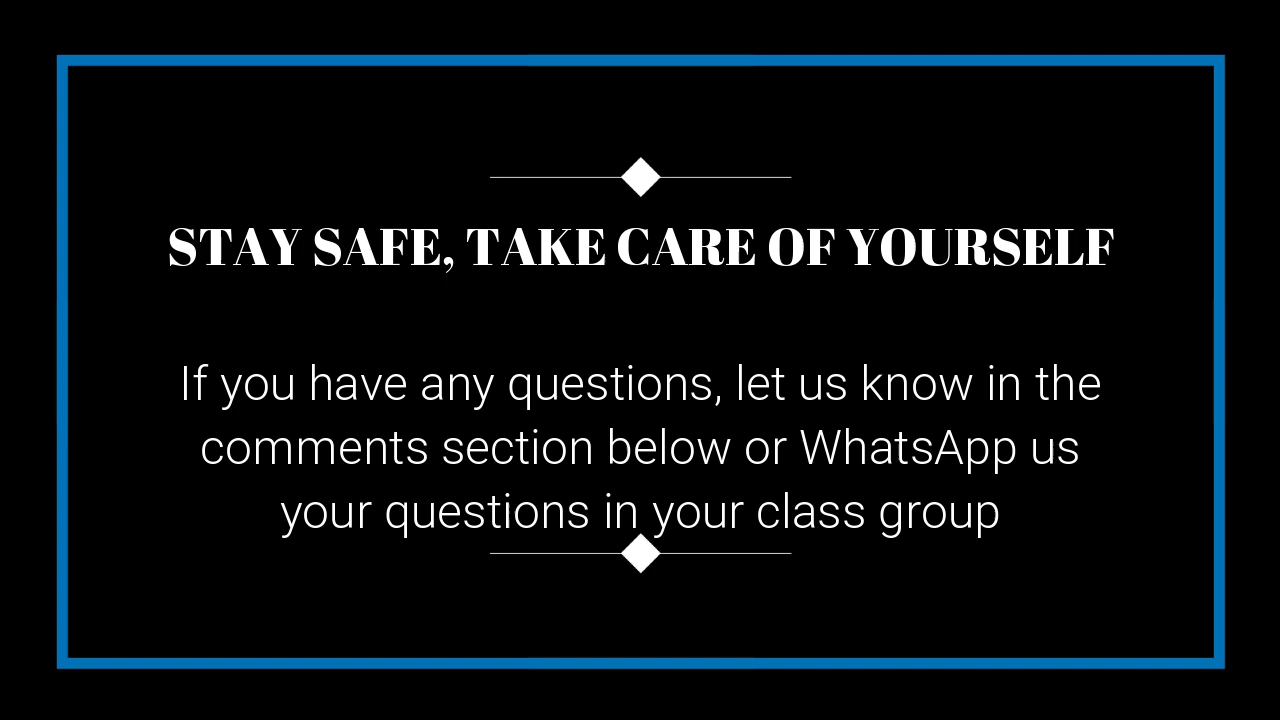 STAY SAFE, TAKE CARE OF YOURSELF
If you have any questions, let us know in the
comments section below or WhatsApp us
your questions in your class group